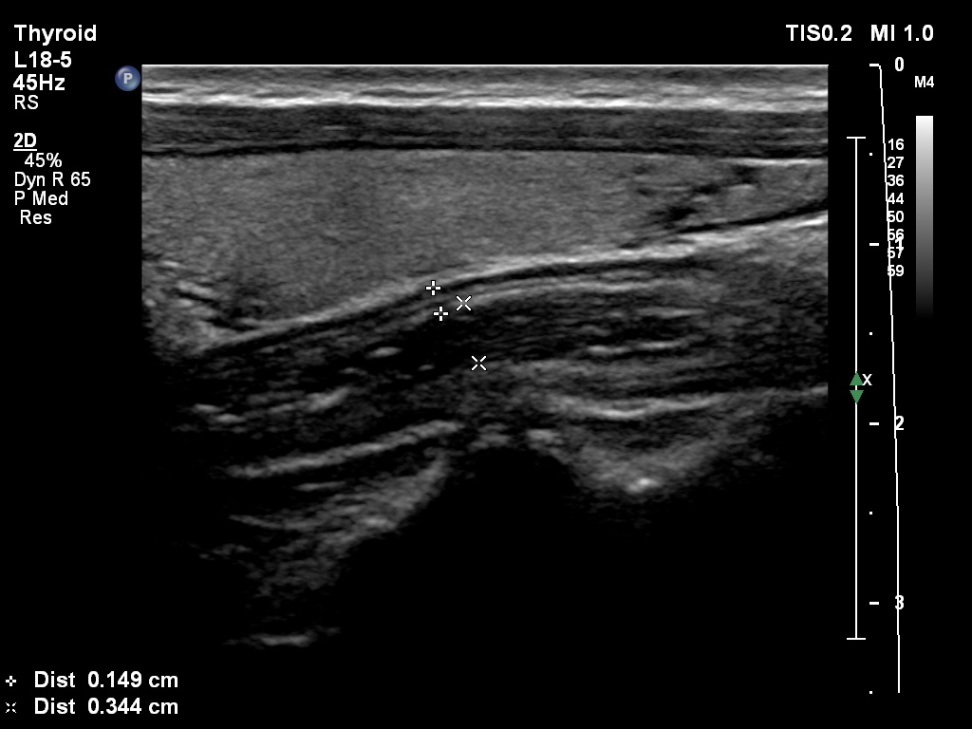 Thyroid
L18-5
45Hz
RS
2D
45%
Dyn R 65
P Med
Res
P
TIS0.2 MI 1.0
M4
0
1
2
3
16
27
36
44
50
56
57
59
x
Dist 0.149 cm
Dist 0.344 cm